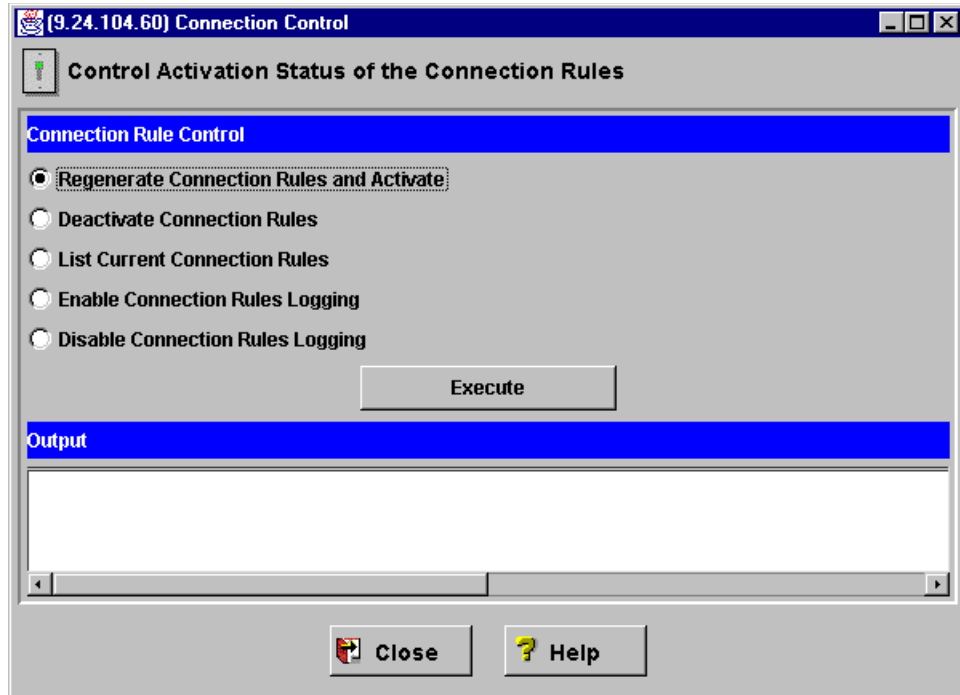 (9.24.104.60) Connection Control
Control Activation Status of the Connection Rules
Connection Rule Control
Regenerate Connection Rules and Activate
Deactivate Connection Rules
List Current Connection Rules
Enable Connection Rules Logging
Disable Connection Rules Logging
Execute
Output
Close
Help